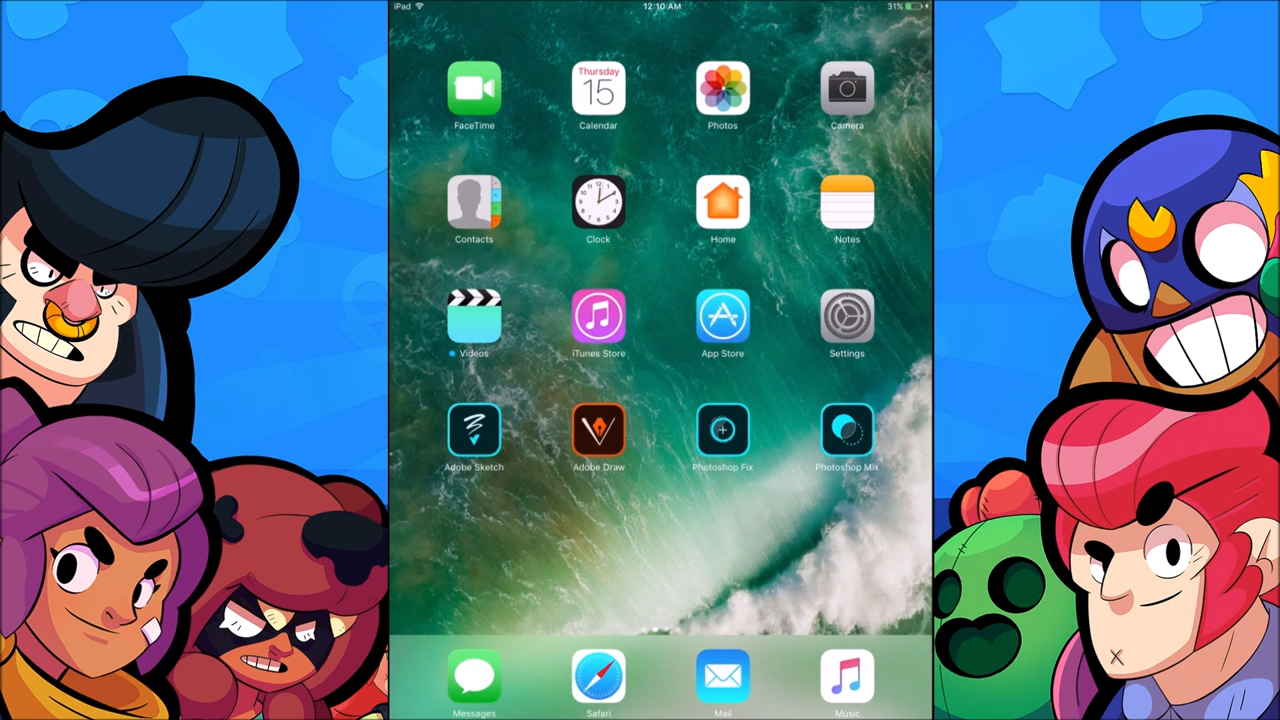 iPad 12:10 AM 31%
Thursday
15
FaceTime Calendar Photos Camera
12
Contacts Clock Home Notes
Videos iTunes Store App Store Settings
Adobe Sketch Adobe Draw Photoshop Fix Photoshop Mix
Messages Safari Mail Music